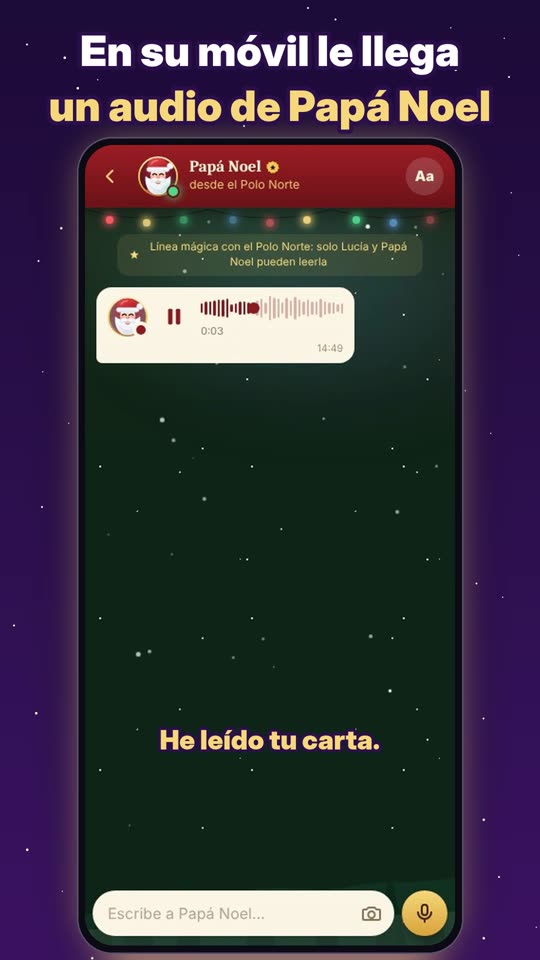 En su móvil le llega
un audio de Papá Noel
Papá Noel
desde el Polo Norte
Aa
Línea mágica con el Polo Norte: solo Lucía y Papá
Noel pueden leerla
0:03
14:49
He leído tu carta.
Escribe a Papá Noel...